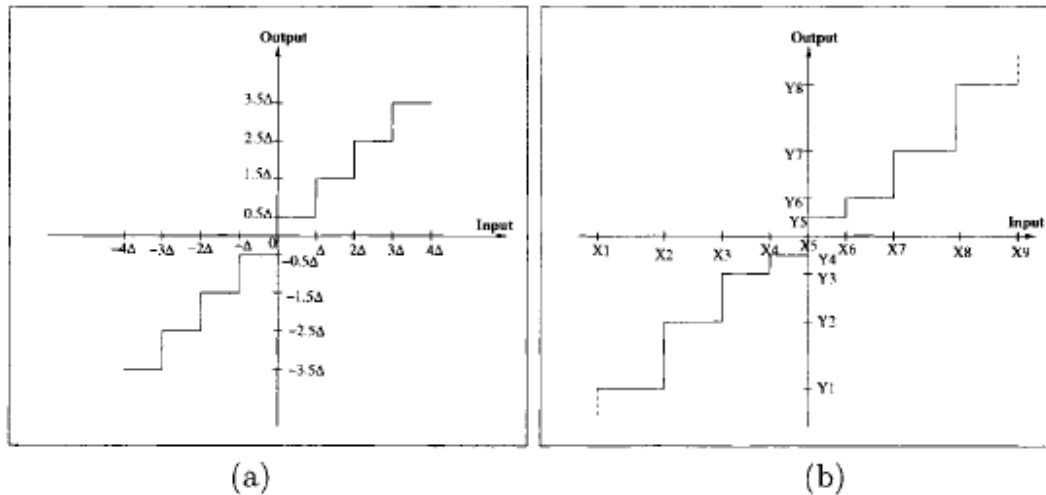 Output
3.5Δ
2.5Δ
1.5Δ
0.5Δ
Input
-4Δ -3Δ -2Δ -Δ 0 Δ 2Δ 3Δ 4Δ
-0.5Δ
-1.5Δ
-2.5Δ
-3.5Δ
(a)
Output
Y8
Y7
Y6
Y5
Input
X1 X2 X3 X4 X5 X6 X7 X8 X9
Y4
Y3
Y2
Y1
(b)